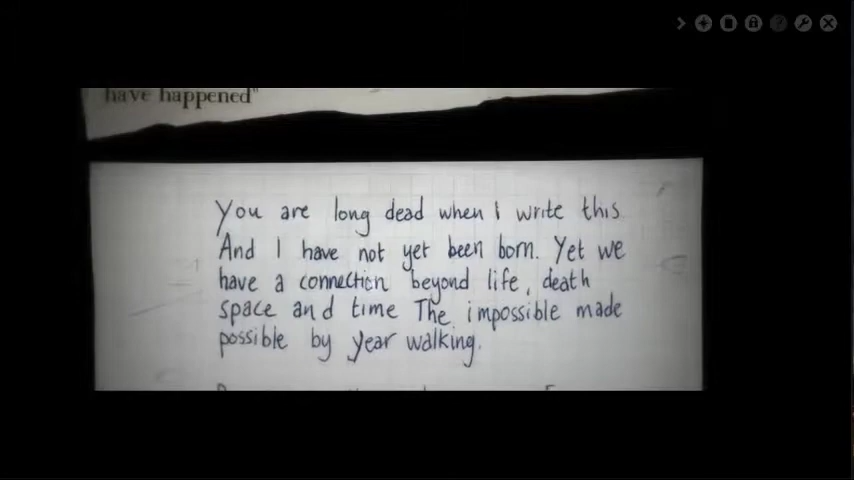 have happened"
You are long dead when I write this
And I have not yet been born. Yet we
have a connection beyond life, death
space and time The impossible made
possible by year walking.